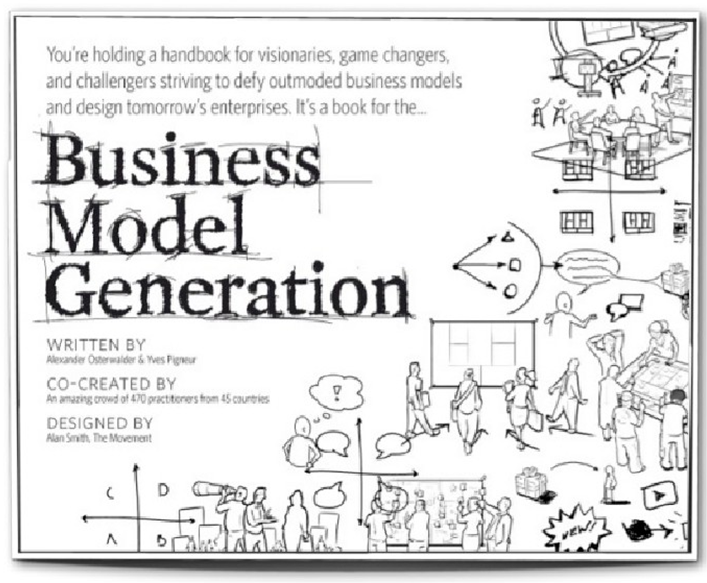 You're holding a handbook for visionaries, game changers,
and challengers striving to defy outmoded business models
and design tomorrow's enterprises. It's a book for the...
Business
Model
Generation
WRITTEN BY
Alexander Osterwalder & Yves Pigneur
CO-CREATED BY
An amazing crowd of 470 practitioners from 45 countries
DESIGNED BY
Alan Smith, The Movement
C D
A B
NEW!